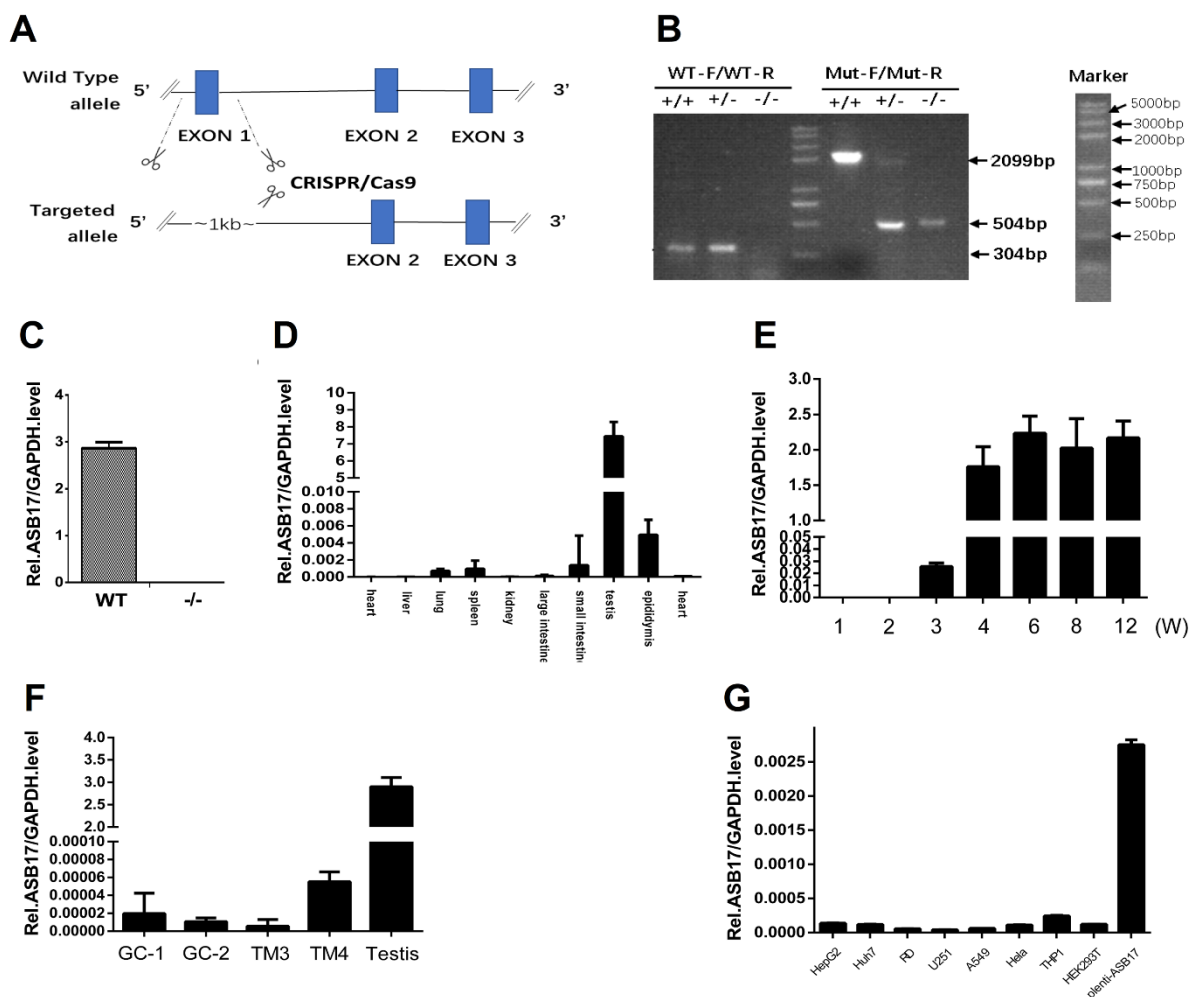 A
Wild Type
allele
5’
3’
EXON 1
EXON 2
EXON 3
CRISPR/Cas9
Targeted
allele
5’
~1kb~
3’
EXON 2
EXON 3
B
WT-F/WT-R
Mut-F/Mut-R
+/+ +/- -/-
+/+ +/- -/-
2099bp
504bp
304bp
Marker
5000bp
3000bp
2000bp
1000bp
750bp
500bp
250bp
C
Rel.ASB17/GAPDH.level
4
3
2
1
0
WT -/-
D
Rel.ASB17/GAPDH.level
10
9
8
7
6
5
0.010
0.008
0.006
0.004
0.002
0.000
heart
liver
lung
spleen
kidney
large intestine
small intestin
testis
epididymis
heart
E
Rel.ASB17/GAPDH.level
3.0
2.5
2.0
1.5
1.0
0.05
0.04
0.03
0.02
0.01
0.00
1 2 3 4 6 8 12 (W)
F
Rel.ASB17/GAPDH.level
4.0
3.5
3.0
2.5
2.0
0.00010
0.00008
0.00006
0.00004
0.00002
0.00000
GC-1 GC-2 TM3 TM4 Testis
G
Rel.ASB17/GAPDH.level
0.0025
0.0020
0.0015
0.0010
0.0005
0.0000
HepG2
Huh7
RD
U251
A549
Hela
THP1
HEK293T
plenti-ASB17